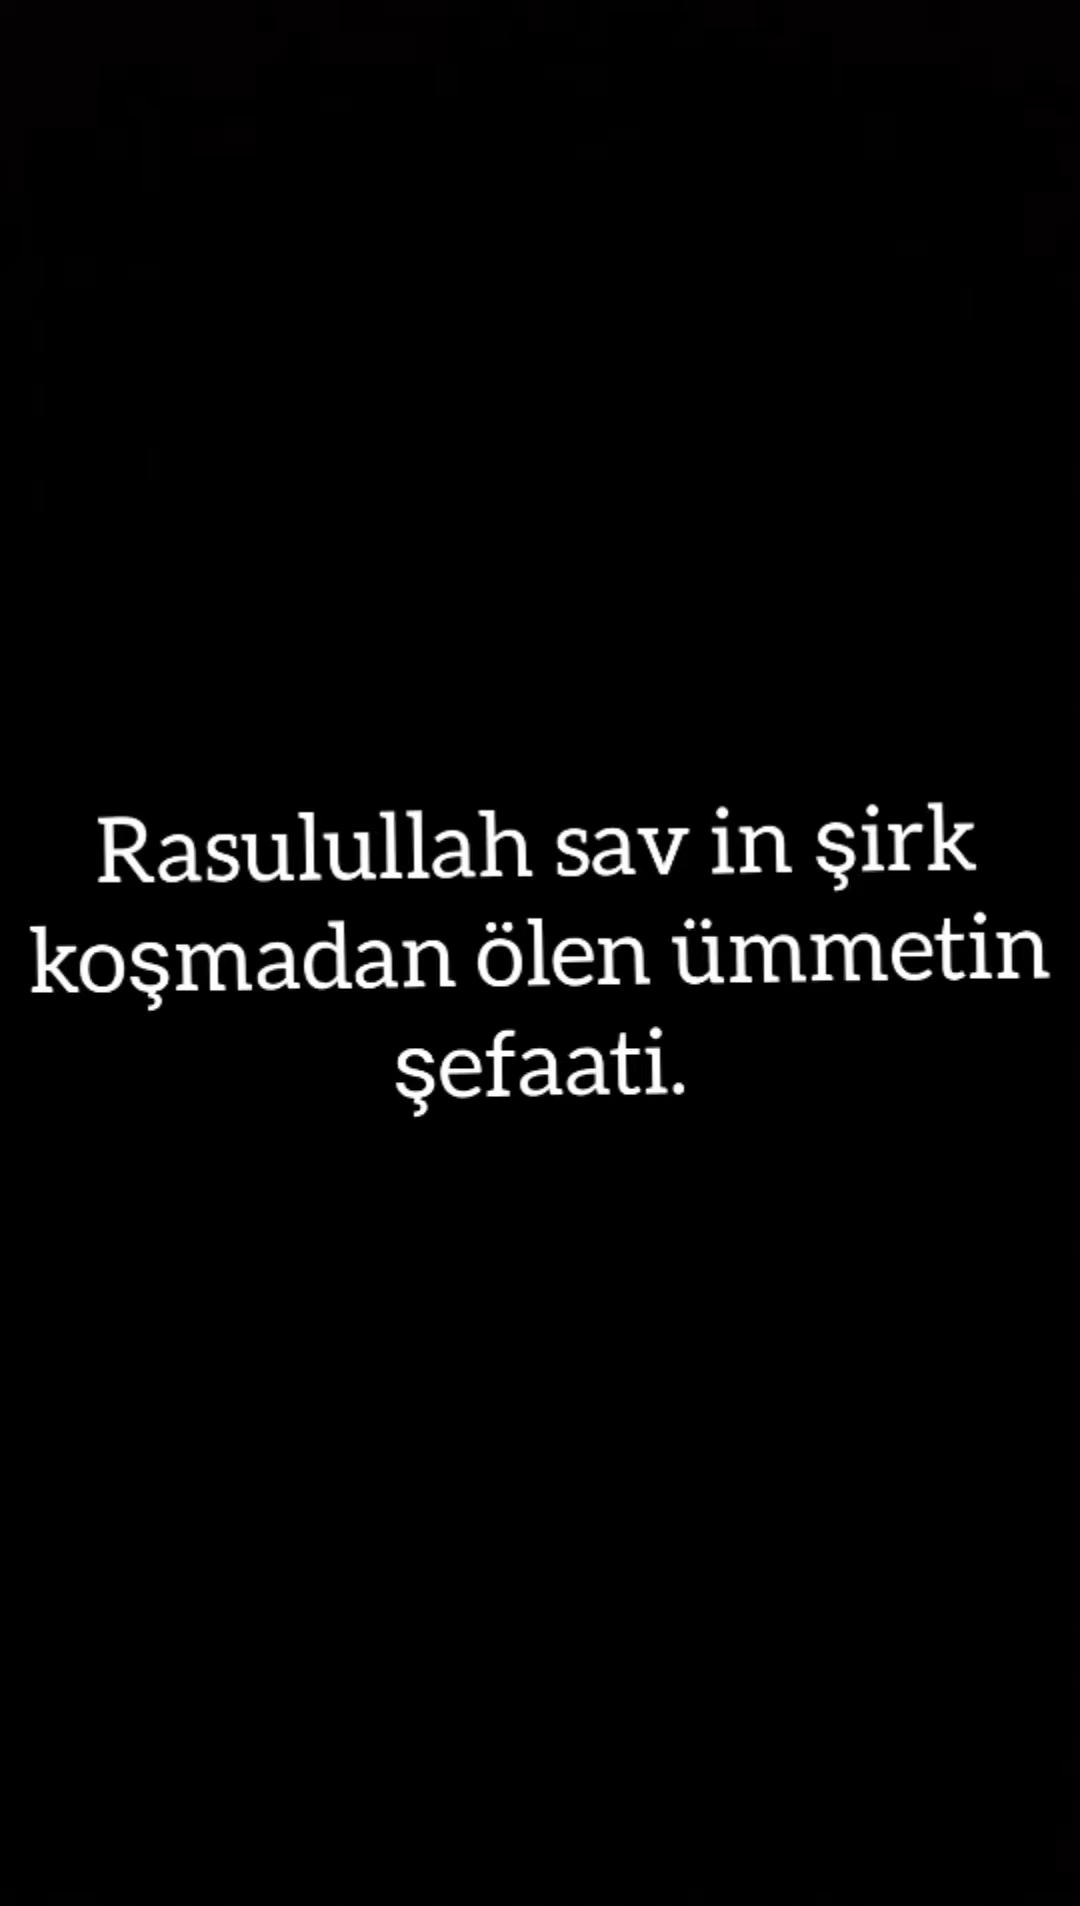 Rasulullah sav in şirk
koşmadan ölen ümmetin
şefaati.